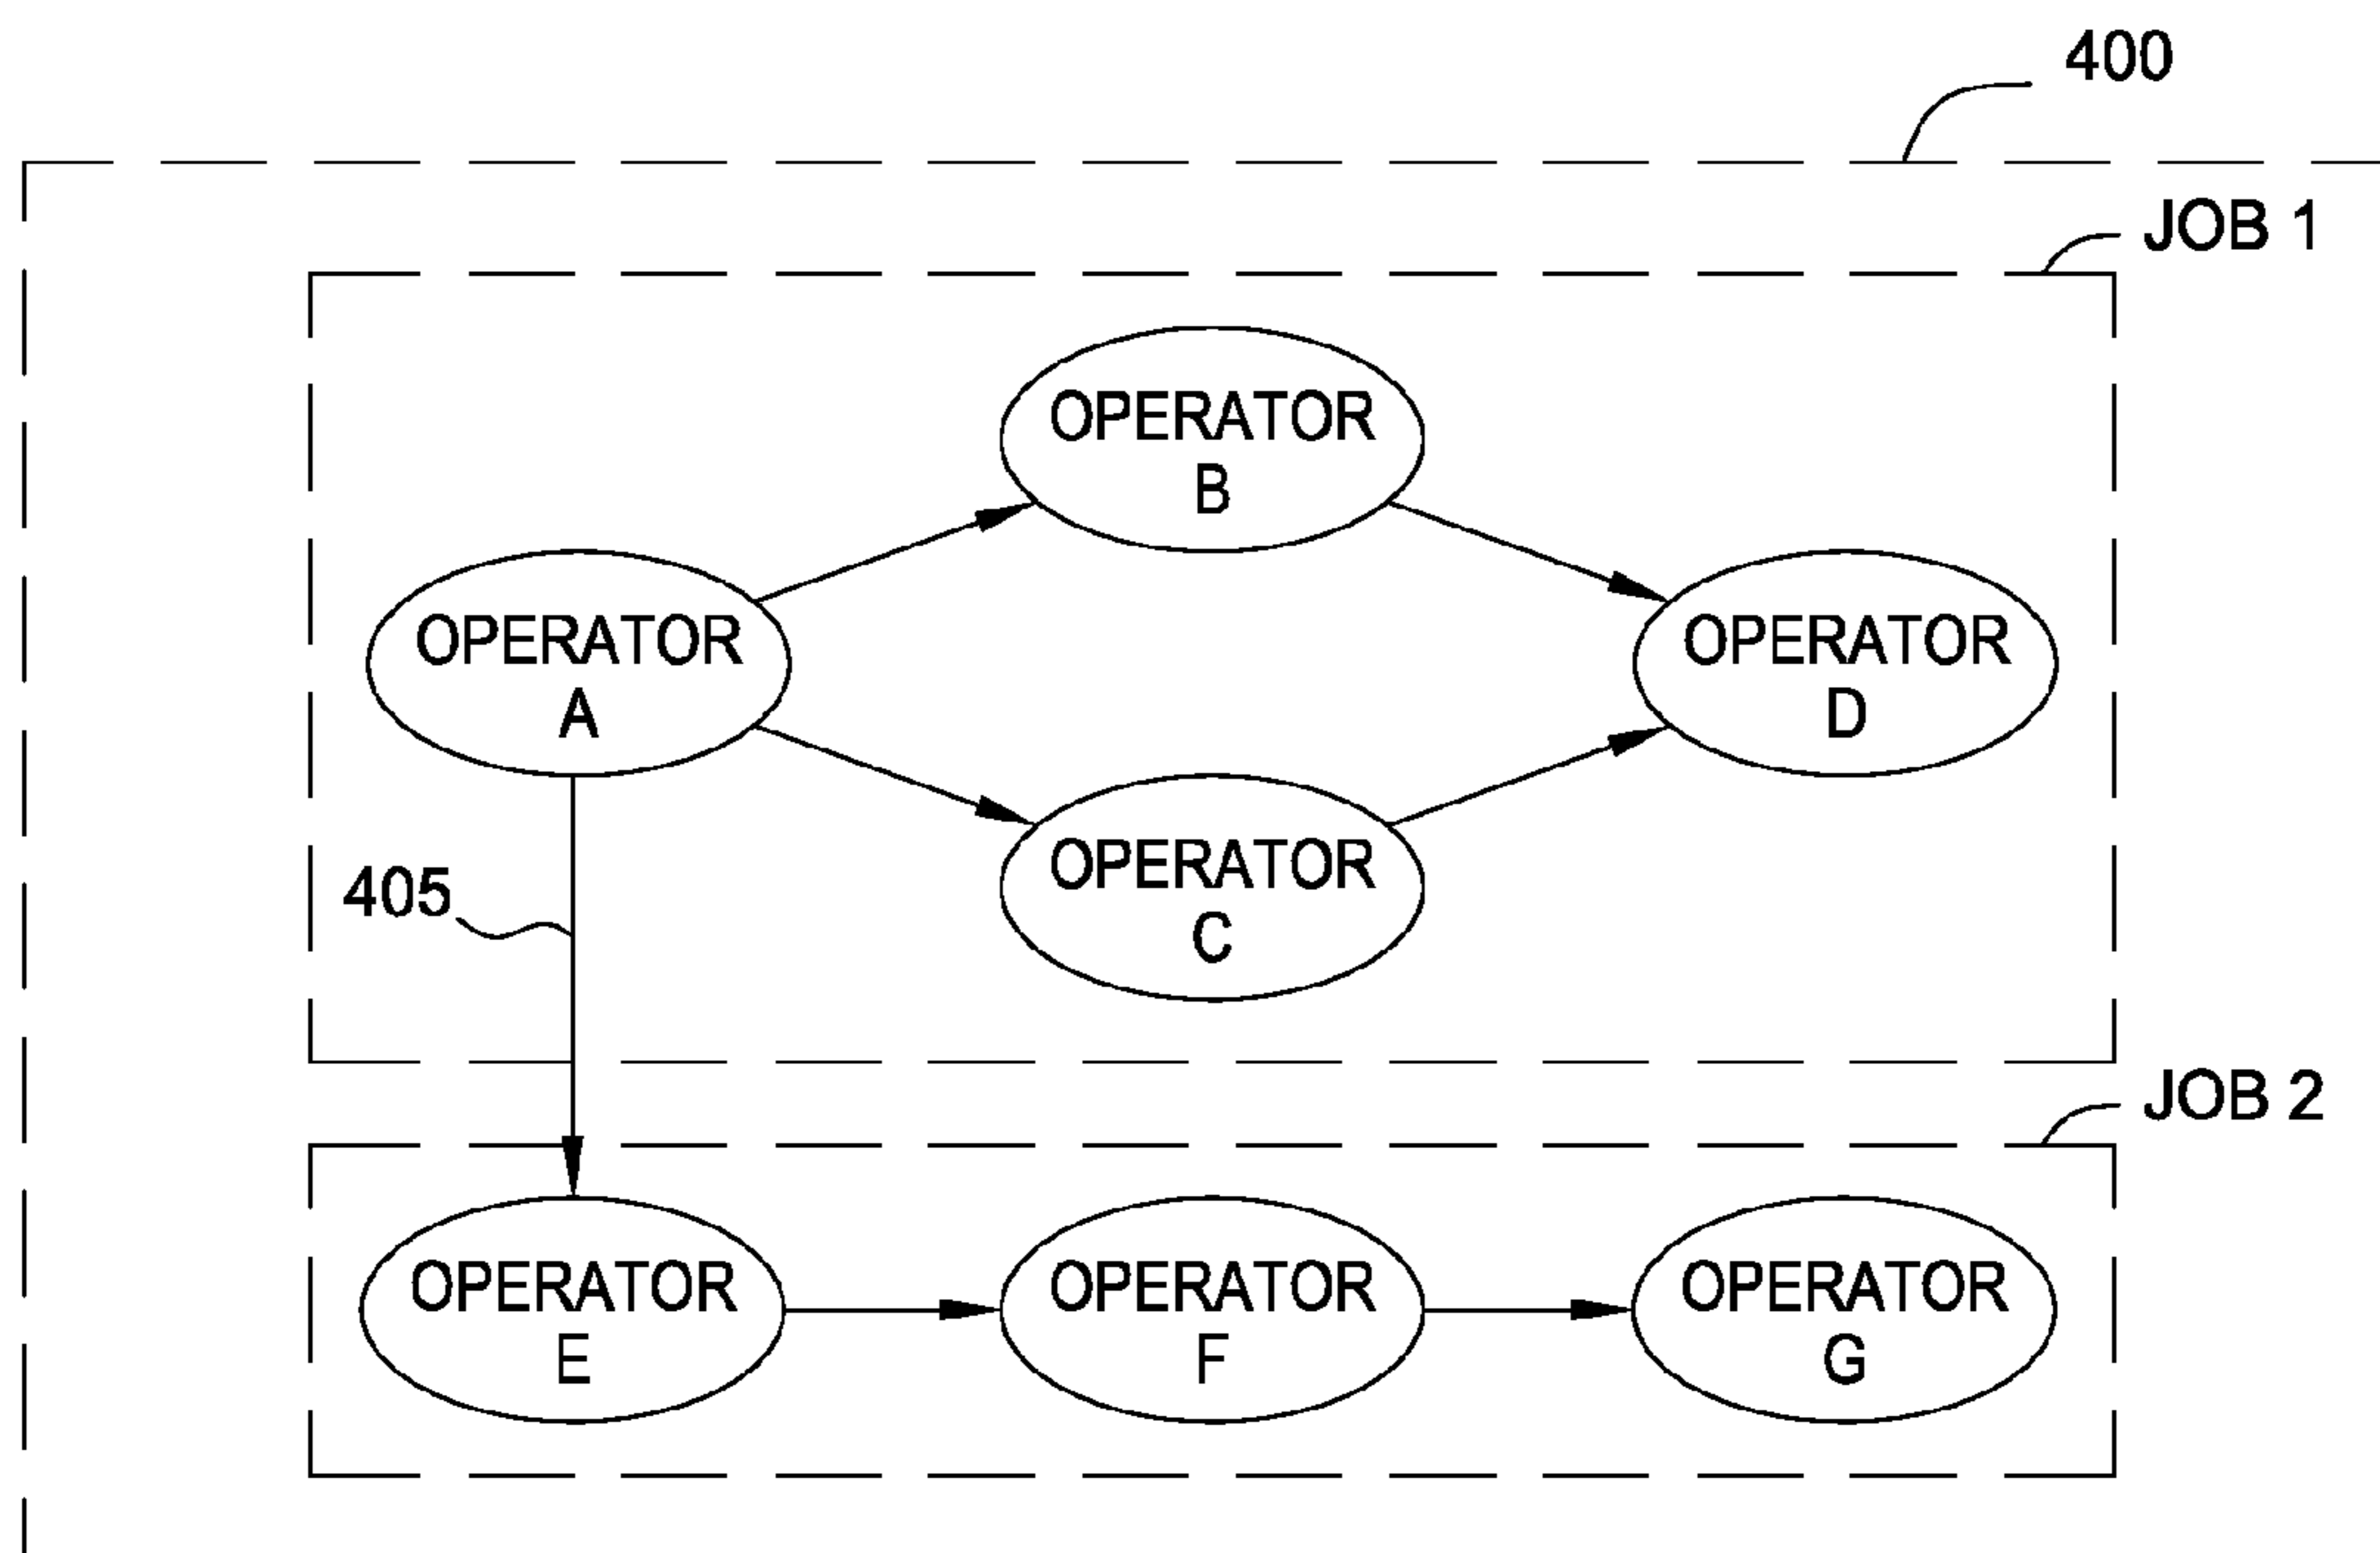 400
JOB 1
OPERATOR
B
OPERATOR
A
OPERATOR
D
OPERATOR
C
405
JOB 2
OPERATOR
E
OPERATOR
F
OPERATOR
G